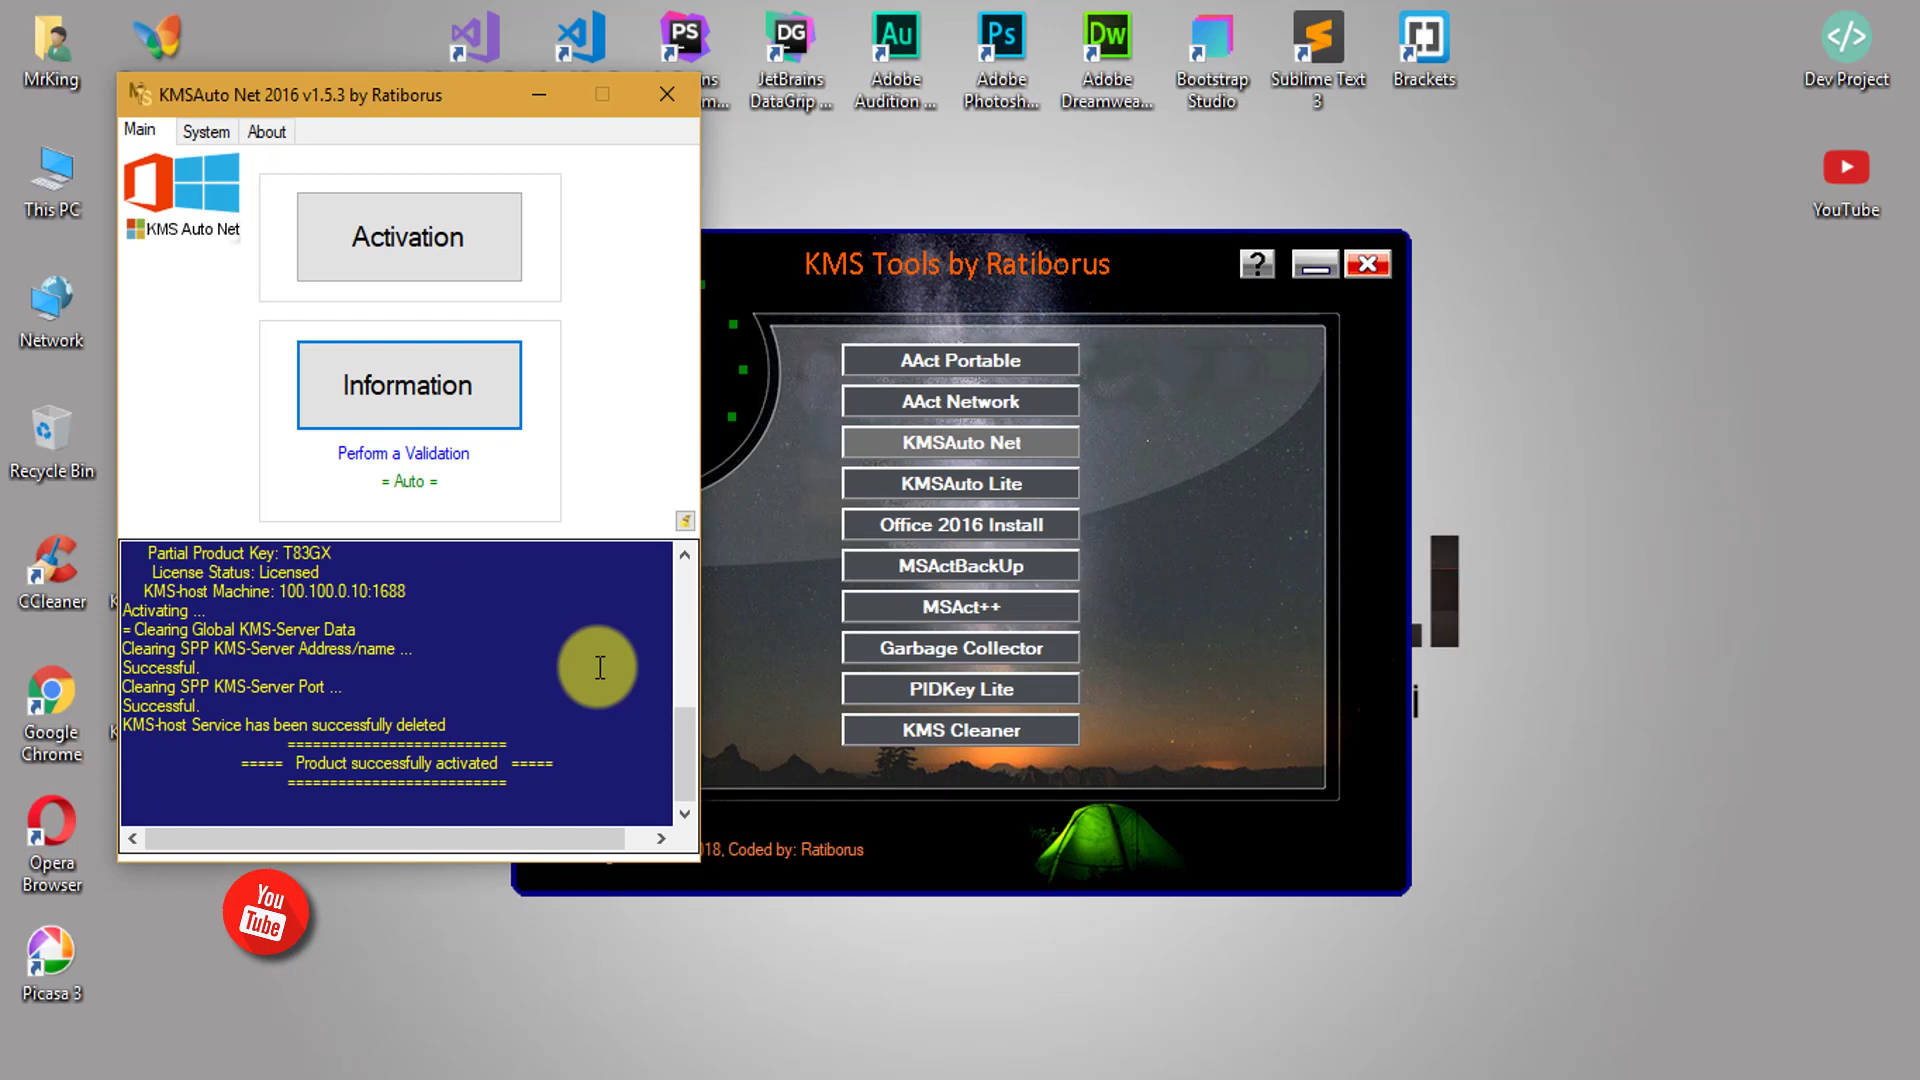 MrKing
This PC
Network
Recycle Bin
CCleaner
Google
Chrome
Opera
Browser
Picasa 3
PS
DG
JetBrains
DataGrip ...
Au
Adobe
Audition ...
Ps
Adobe
Photosh...
Dw
Adobe
Dreamwea...
Bootstrap
Studio
Sublime Text
3
Brackets
Dev Project
YouTube
KMSAuto Net 2016 v1.5.3 by Ratiborus
Main
System
About
KMS Auto Net
Activation
Information
Perform a Validation
= Auto =
Partial Product Key: T83GX
License Status: Licensed
KMS-host Machine: 100.100.0.10:1688
Activating ...
= Clearing Global KMS-Server Data
Clearing SPP KMS-Server Address/name ...
Successful.
Clearing SPP KMS-Server Port ...
Successful.
KMS-host Service has been successfully deleted
==========================
===== Product successfully activated =====
==========================
KMS Tools by Ratiborus
?
AAct Portable
AAct Network
KMSAuto Net
KMSAuto Lite
Office 2016 Install
MSActBackUp
MSAct++
Garbage Collector
PIDKey Lite
KMS Cleaner
18, Coded by: Ratiborus
You
Tube